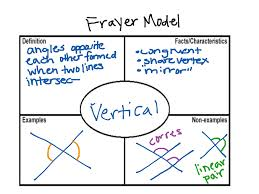 Frayer Model
Definition
angles opposite
each other formed
when two lines
intersec
Facts/Characteristics
• congruent
• share vertex
• "mirror"
Vertical
Examples
Non-examples
corres
linear
pair